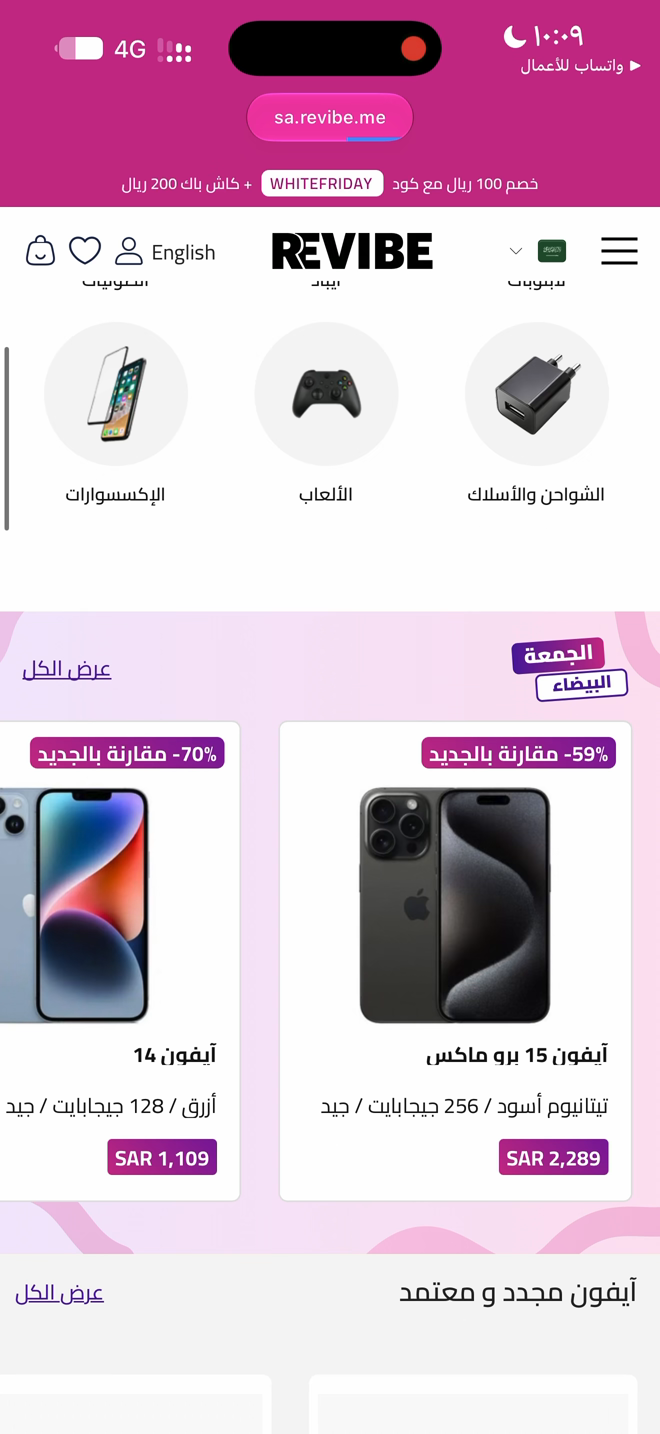 ١٠:٠٩
4G
واتساب للأعمال ◀
sa.revibe.me
خصم 100 ريال مع كود WHITEFRIDAY + كاش باك 200 ريال
REVIBE
English
لابتوبات
آيباد
الصوتيات
الشواحن والأسلاك
الألعاب
الإكسسوارات
الجمعة
البيضاء
عرض الكل
59%- مقارنة بالجديد
آيفون 15 برو ماكس
تيتانيوم أسود / 256 جيجابايت / جيد
SAR 2,289
70%- مقارنة بالجديد
آيفون 14
أزرق / 128 جيجابايت / جيد
SAR 1,109
آيفون مجدد و معتمد
عرض الكل